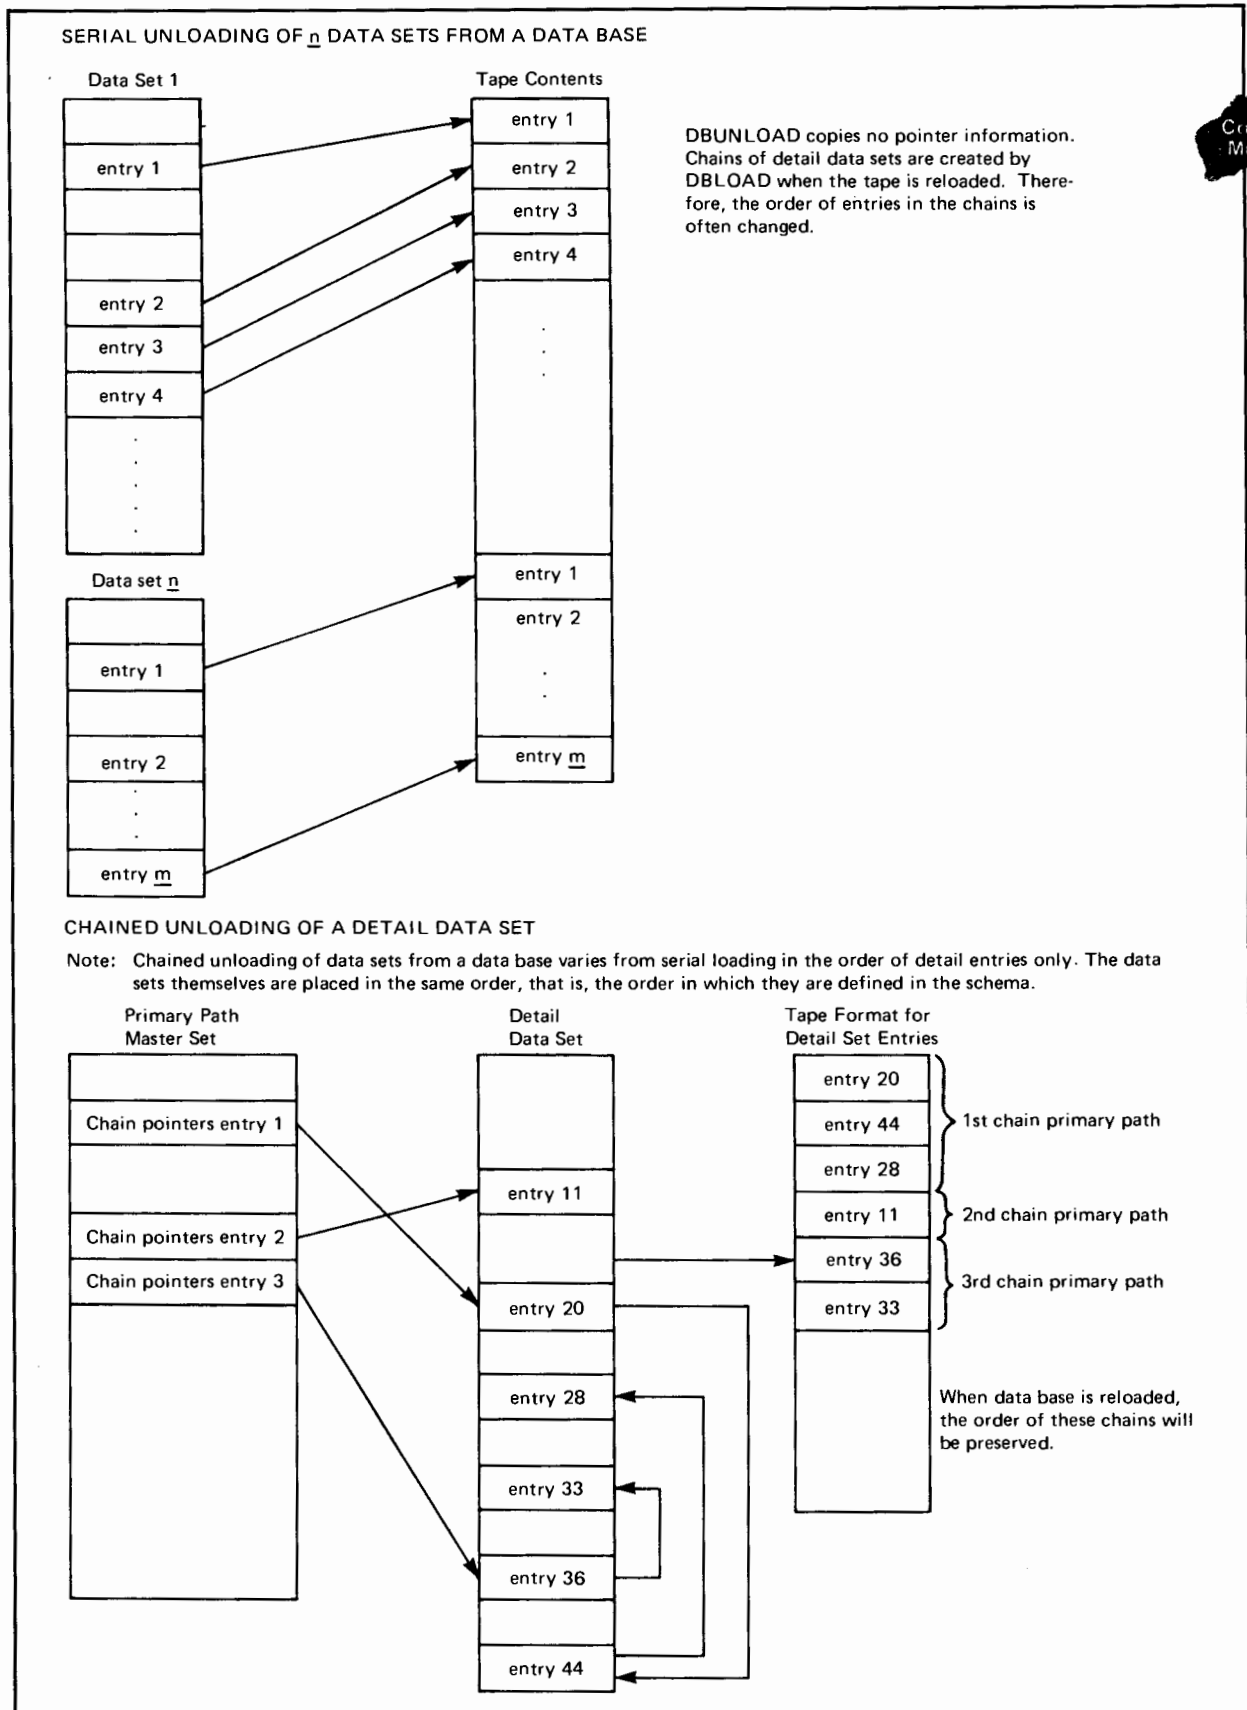 SERIAL UNLOADING OF n DATA SETS FROM A DATA BASE
Data Set 1
entry 1
entry 2
entry 3
entry 4
Tape Contents
entry 1
entry 2
entry 3
entry 4
entry 1
entry 2
entry m
DBUNLOAD copies no pointer information.
Chains of detail data sets are created by
DBLOAD when the tape is reloaded. There-
fore, the order of entries in the chains is
often changed.
Data set n
entry 1
entry 2
entry m
CHAINED UNLOADING OF A DETAIL DATA SET
Note: Chained unloading of data sets from a data base varies from serial loading in the order of detail entries only. The data
sets themselves are placed in the same order, that is, the order in which they are defined in the schema.
Primary Path
Master Set
Chain pointers entry 1
Chain pointers entry 2
Chain pointers entry 3
Detail
Data Set
entry 11
entry 20
entry 28
entry 33
entry 36
entry 44
Tape Format for
Detail Set Entries
entry 20
entry 44
entry 28
entry 11
entry 36
entry 33
1st chain primary path
2nd chain primary path
3rd chain primary path
When data base is reloaded,
the order of these chains will
be preserved.